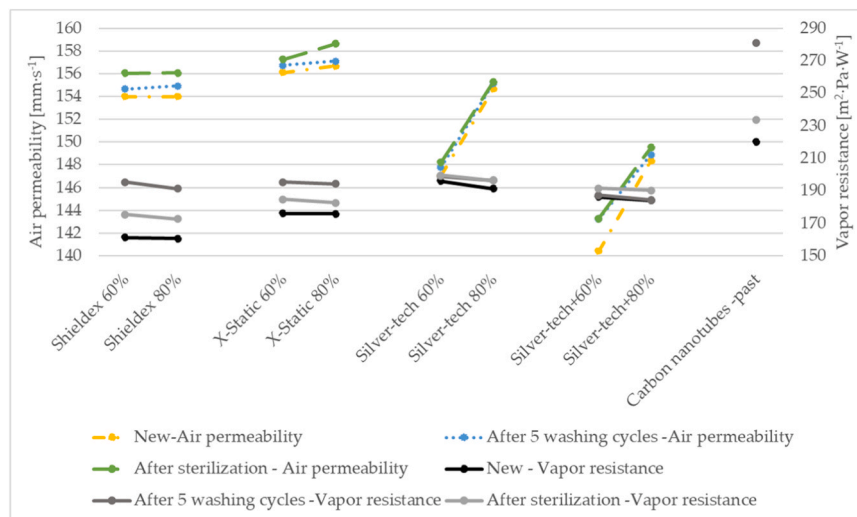 160
158
156
154
152
150
148
146
144
142
140
Air permeability [mm·s⁻¹]
290
270
250
230
210
190
170
150
Vapor resistance [m²·Pa·W⁻¹]
Shieldex 60%
Shieldex 80%
X-Static 60%
X-Static 80%
Silver-tech 60%
Silver-tech 80%
Silver-tech+60%
Silver-tech+80%
Carbon nanotubes -past
New-Air permeability
After 5 washing cycles -Air permeability
After sterilization - Air permeability
New - Vapor resistance
After 5 washing cycles -Vapor resistance
After sterilization -Vapor resistance